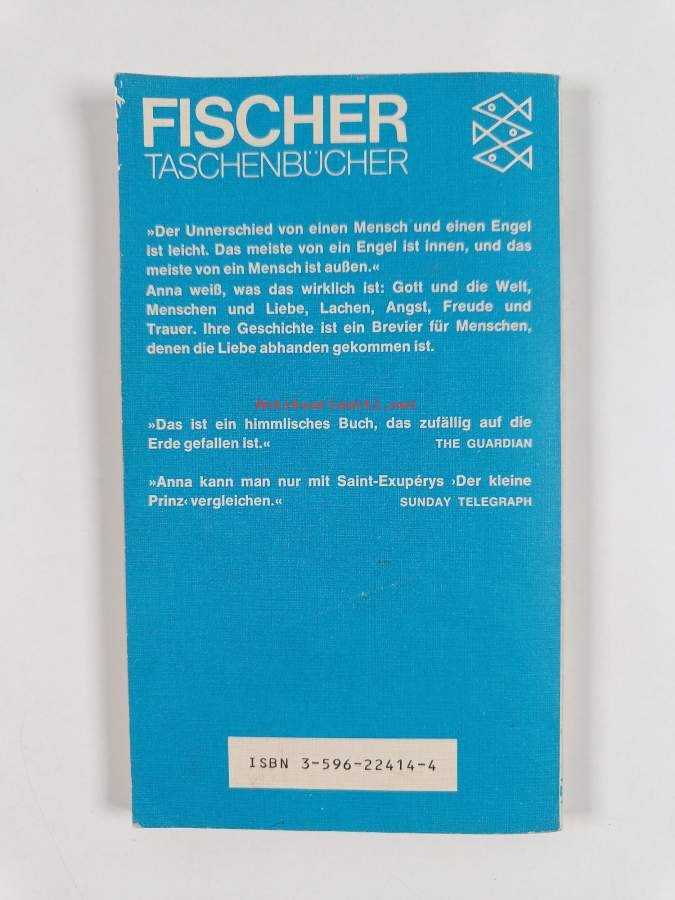 FISCHER
TASCHENBÜCHER
»Der Unnerschied von einen Mensch und einen Engel
ist leicht. Das meiste von ein Engel ist innen, und das
meiste von ein Mensch ist außen.«
Anna weiß, was das wirklich ist: Gott und die Welt,
Menschen und Liebe, Lachen, Angst, Freude und
Trauer. Ihre Geschichte ist ein Brevier für Menschen,
denen die Liebe abhanden gekommen ist.
Antikvariaatti.net
»Das ist ein himmlisches Buch, das zufällig auf die
Erde gefallen ist.« THE GUARDIAN
»Anna kann man nur mit Saint-Exupérys ›Der kleine
Prinz‹ vergleichen.« SUNDAY TELEGRAPH
ISBN 3-596-22414-4